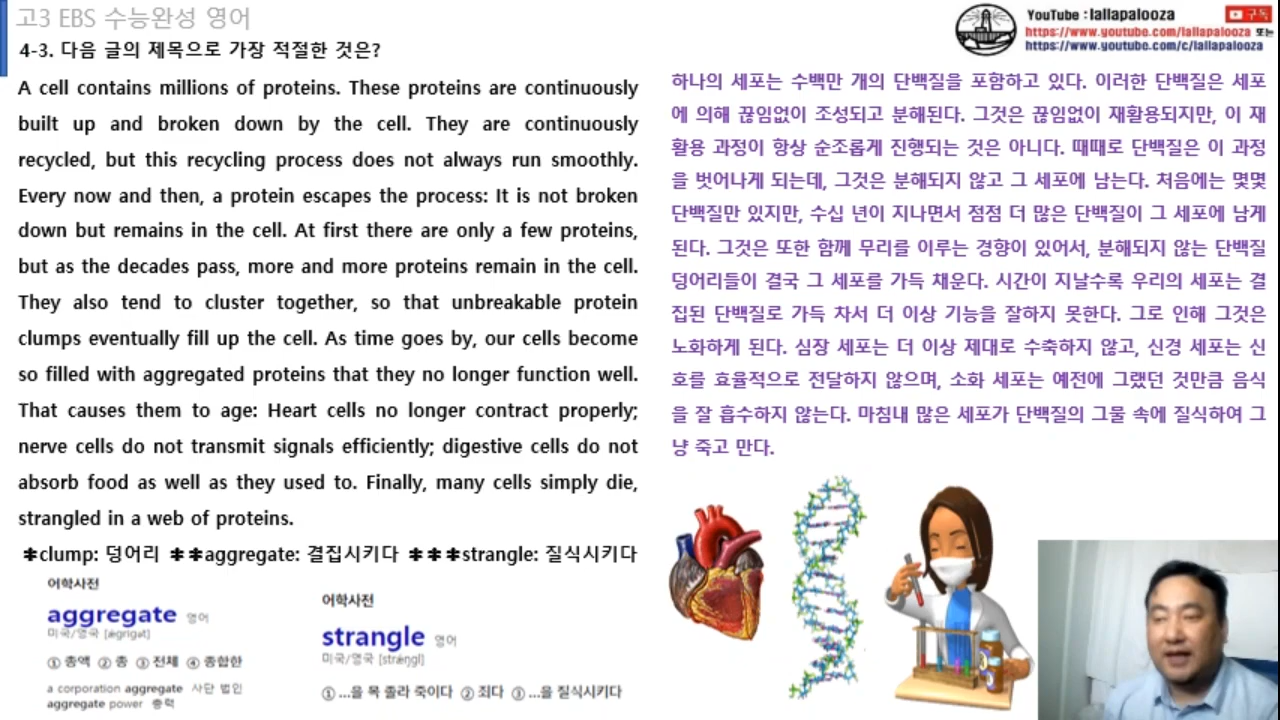 고3 EBS 수능완성 영어
4-3. 다음 글의 제목으로 가장 적절한 것은?
A cell contains millions of proteins. These proteins are continuously
built up and broken down by the cell. They are continuously
recycled, but this recycling process does not always run smoothly.
Every now and then, a protein escapes the process: It is not broken
down but remains in the cell. At first there are only a few proteins,
but as the decades pass, more and more proteins remain in the cell.
They also tend to cluster together, so that unbreakable protein
clumps eventually fill up the cell. As time goes by, our cells become
so filled with aggregated proteins that they no longer function well.
That causes them to age: Heart cells no longer contract properly;
nerve cells do not transmit signals efficiently; digestive cells do not
absorb food as well as they used to. Finally, many cells simply die,
strangled in a web of proteins.
*clump: 덩어리 **aggregate: 결집시키다 ***strangle: 질식시키다
어학사전
aggregate 영어
미국/영국 [ǽgrigət]
① 총액 ② 총 ③ 전체 ④ 종합한
a corporation aggregate 사단 법인
aggregate power 총력
어학사전
strangle 영어
미국/영국 [strǽŋgl]
① …을 목 졸라 죽이다 ② 죄다 ③ …을 질식시키다
YouTube : lallapalooza
구독
https://www.youtube.com/lallapalooza 또는
https://www.youtube.com/c/lallapalooza
하나의 세포는 수백만 개의 단백질을 포함하고 있다. 이러한 단백질은 세포
에 의해 끊임없이 조성되고 분해된다. 그것은 끊임없이 재활용되지만, 이 재
활용 과정이 항상 순조롭게 진행되는 것은 아니다. 때때로 단백질은 이 과정
을 벗어나게 되는데, 그것은 분해되지 않고 그 세포에 남는다. 처음에는 몇몇
단백질만 있지만, 수십 년이 지나면서 점점 더 많은 단백질이 그 세포에 남게
된다. 그것은 또한 함께 무리를 이루는 경향이 있어서, 분해되지 않는 단백질
덩어리들이 결국 그 세포를 가득 채운다. 시간이 지날수록 우리의 세포는 결
집된 단백질로 가득 차서 더 이상 기능을 잘하지 못한다. 그로 인해 그것은
노화하게 된다. 심장 세포는 더 이상 제대로 수축하지 않고, 신경 세포는 신
호를 효율적으로 전달하지 않으며, 소화 세포는 예전에 그랬던 것만큼 음식
을 잘 흡수하지 않는다. 마침내 많은 세포가 단백질의 그물 속에 질식하여 그
냥 죽고 만다.